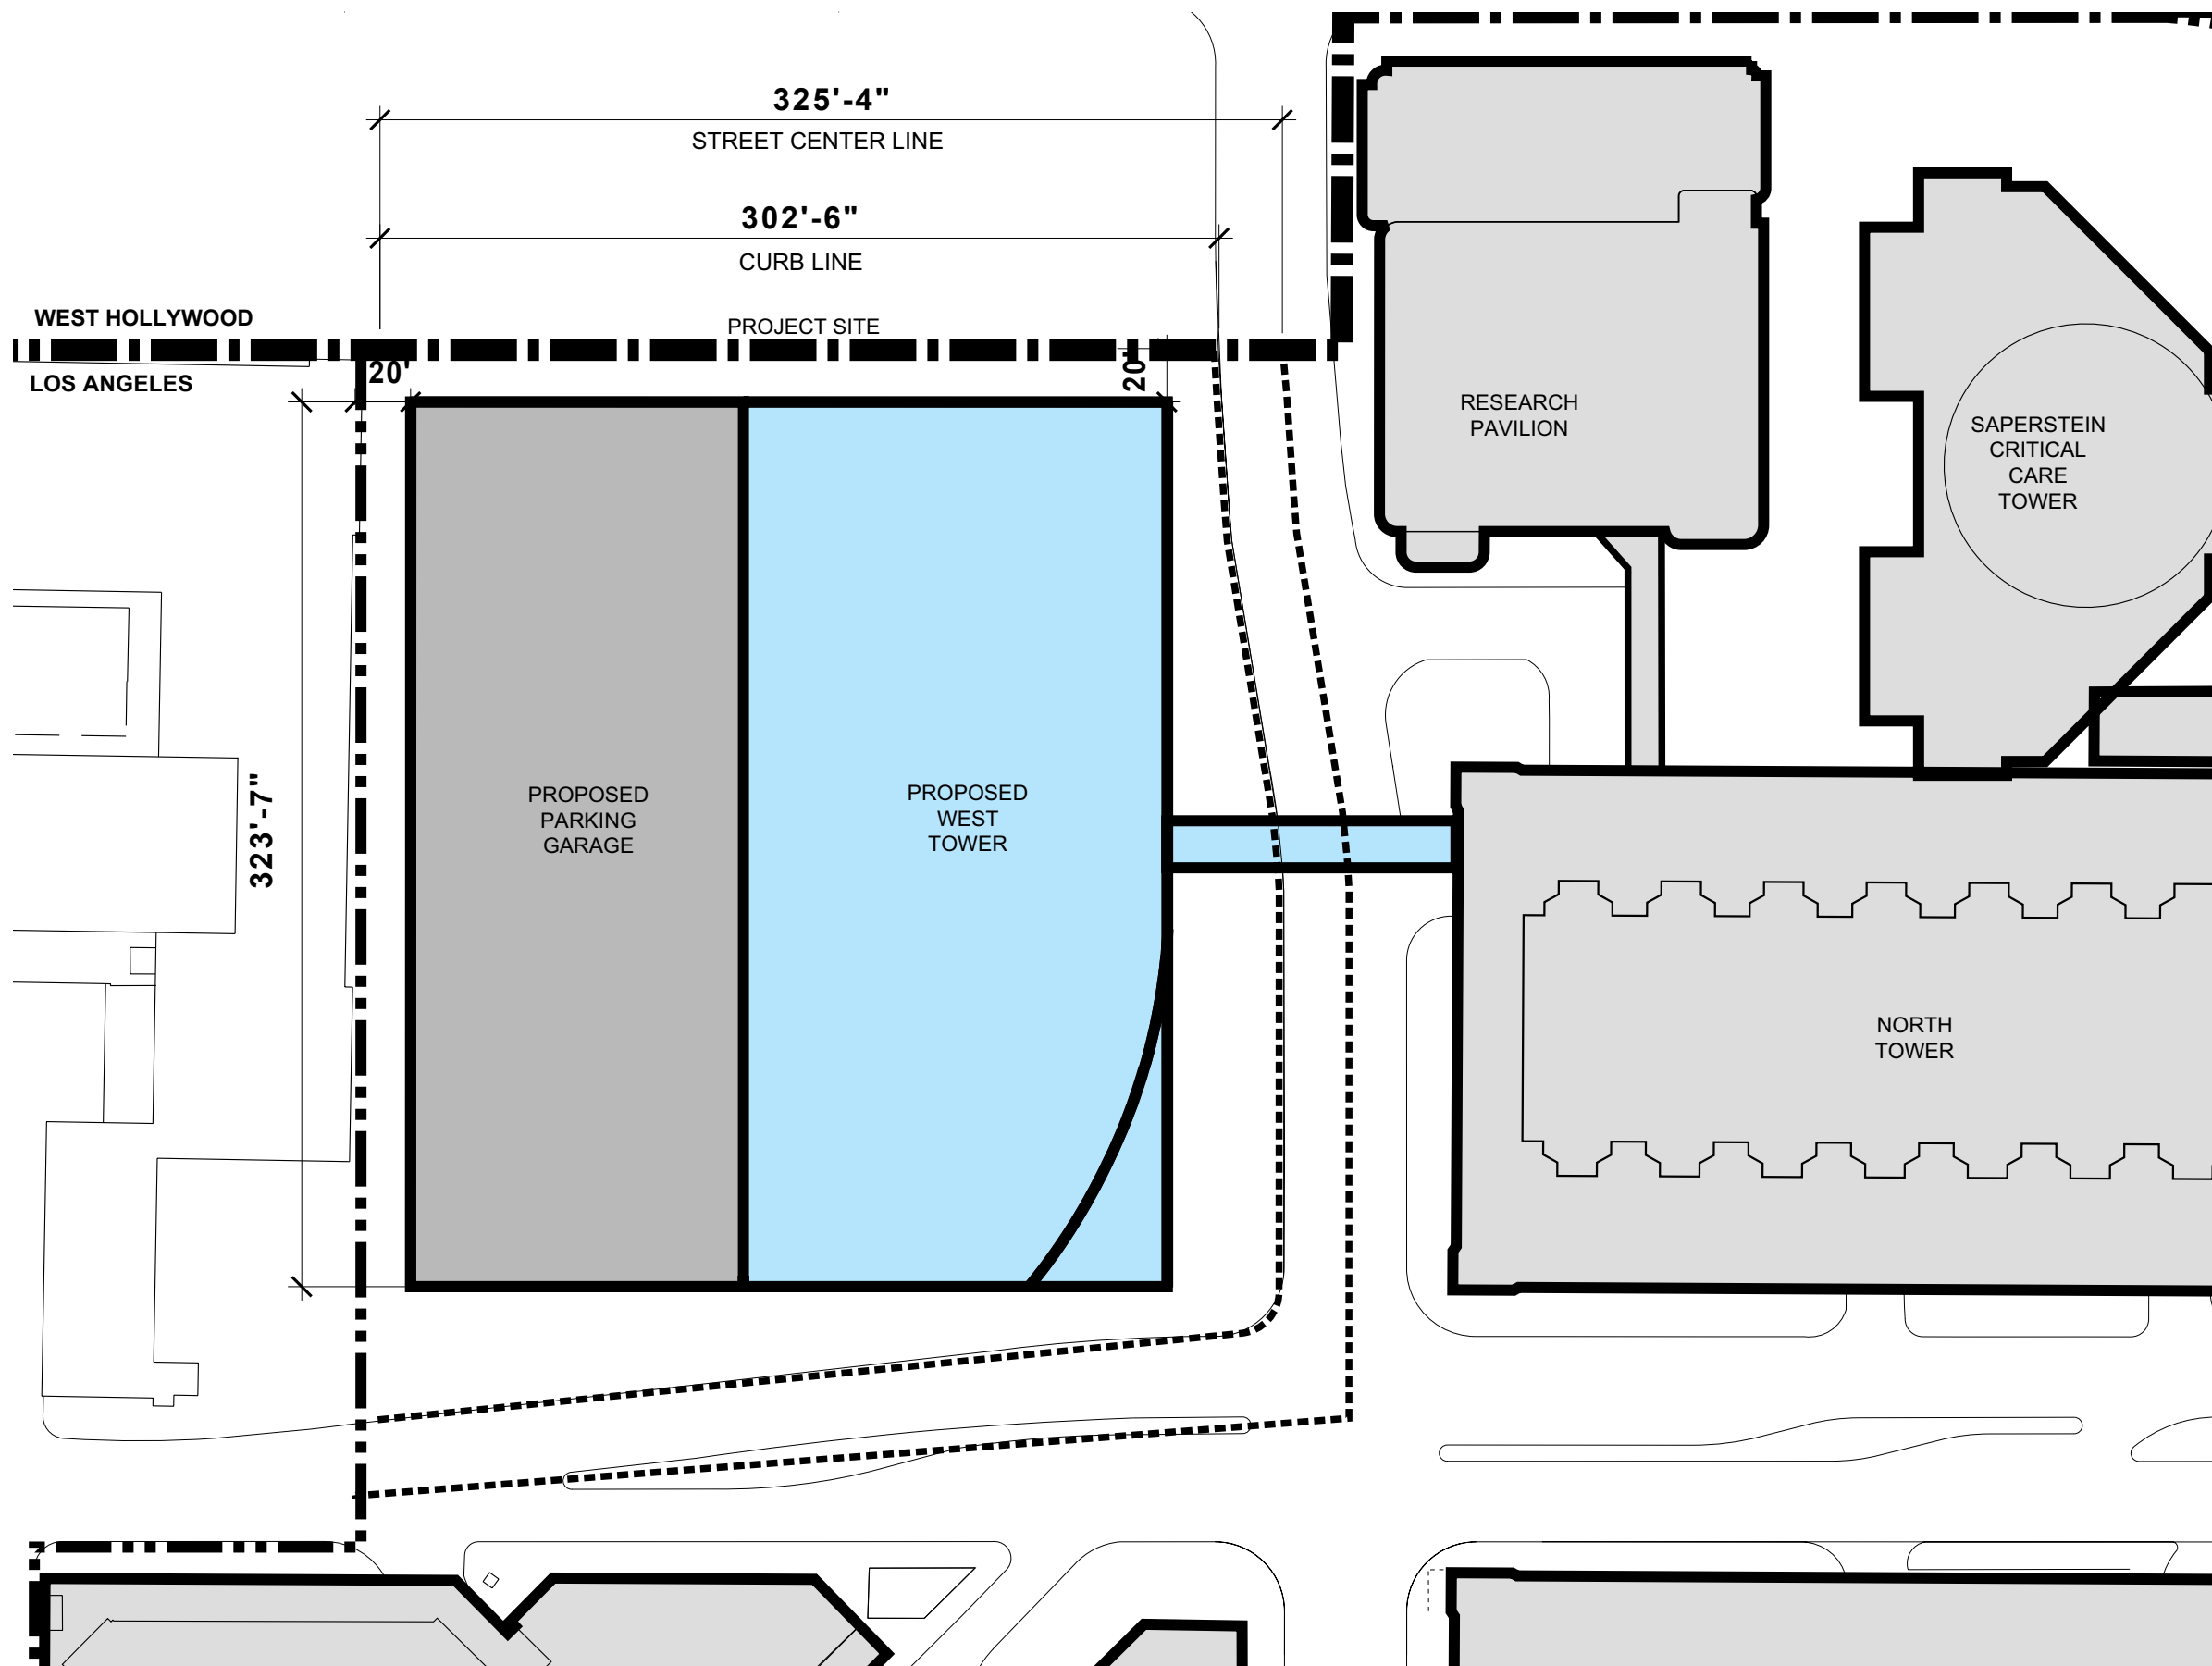 325'-4"
STREET CENTER LINE
302'-6"
CURB LINE
WEST HOLLYWOOD
PROJECT SITE
LOS ANGELES
20'
20'
RESEARCH
PAVILION
SAPERSTEIN
CRITICAL
CARE
TOWER
323'-7"
PROPOSED
PARKING
GARAGE
PROPOSED
WEST
TOWER
NORTH
TOWER